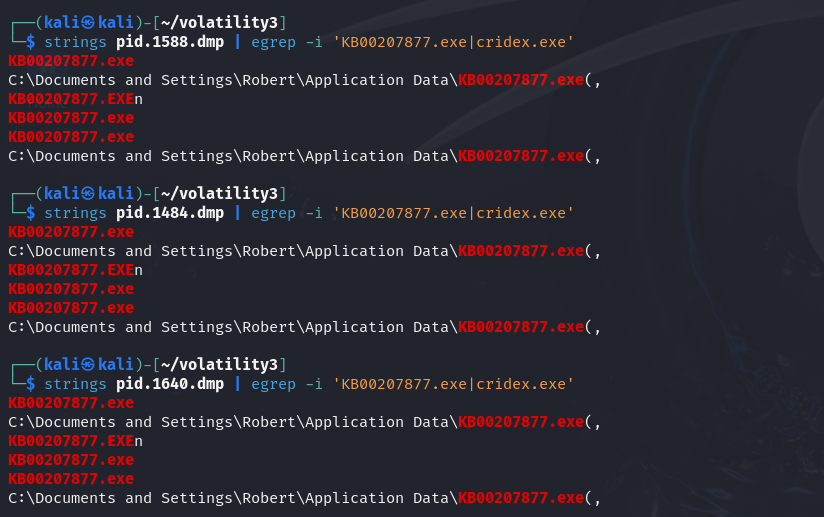 ┌──(kali㉿kali)-[~/volatility3]
└─$ strings pid.1588.dmp | egrep -i 'KB00207877.exe|cridex.exe'
KB00207877.exe
C:\Documents and Settings\Robert\Application Data\KB00207877.exe(,
KB00207877.EXEn
KB00207877.exe
KB00207877.exe
C:\Documents and Settings\Robert\Application Data\KB00207877.exe(,
┌──(kali㉿kali)-[~/volatility3]
└─$ strings pid.1484.dmp | egrep -i 'KB00207877.exe|cridex.exe'
KB00207877.exe
C:\Documents and Settings\Robert\Application Data\KB00207877.exe(,
KB00207877.EXEn
KB00207877.exe
KB00207877.exe
C:\Documents and Settings\Robert\Application Data\KB00207877.exe(,
┌──(kali㉿kali)-[~/volatility3]
└─$ strings pid.1640.dmp | egrep -i 'KB00207877.exe|cridex.exe'
KB00207877.exe
C:\Documents and Settings\Robert\Application Data\KB00207877.exe(,
KB00207877.EXEn
KB00207877.exe
KB00207877.exe
C:\Documents and Settings\Robert\Application Data\KB00207877.exe(,